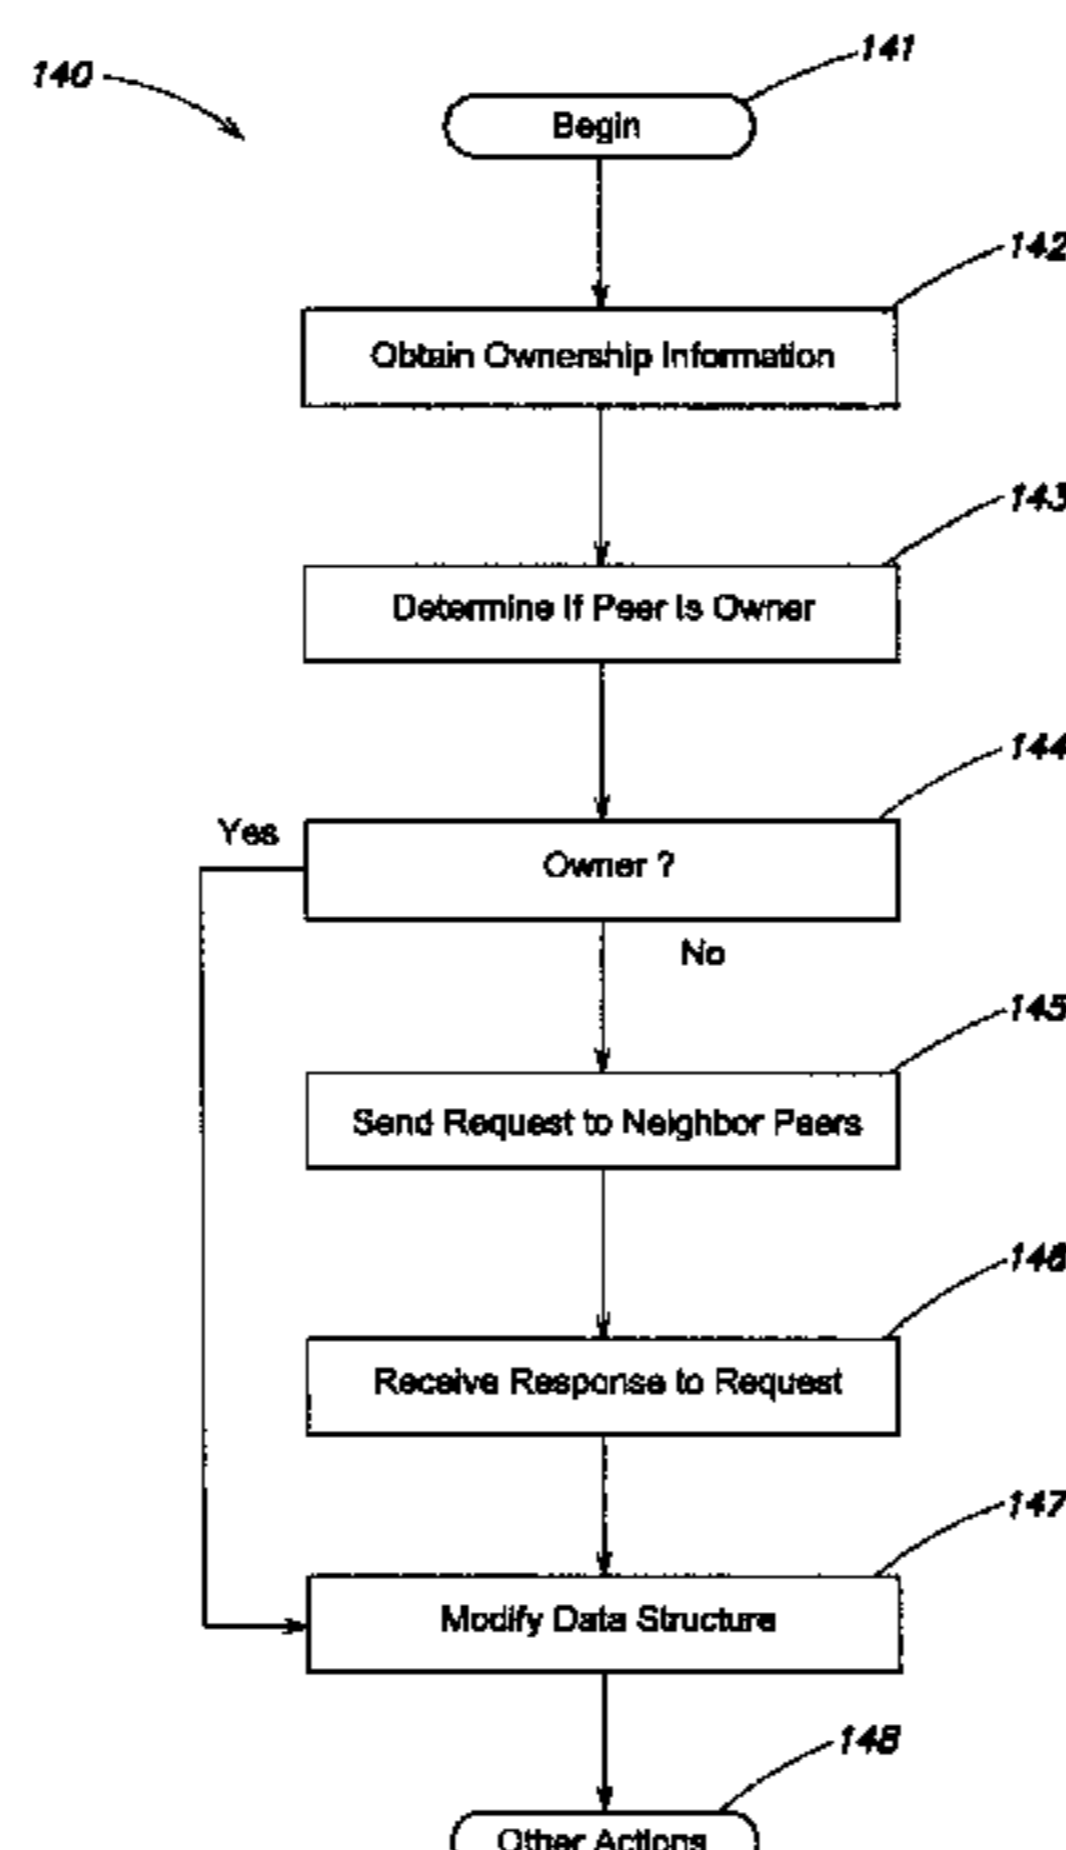 140
141
Begin
142
Obtain Ownership Information
143
Determine If Peer Is Owner
144
Yes
Owner ?
No
145
Send Request to Neighbor Peers
146
Receive Response to Request
147
Modify Data Structure
148
Other Actions